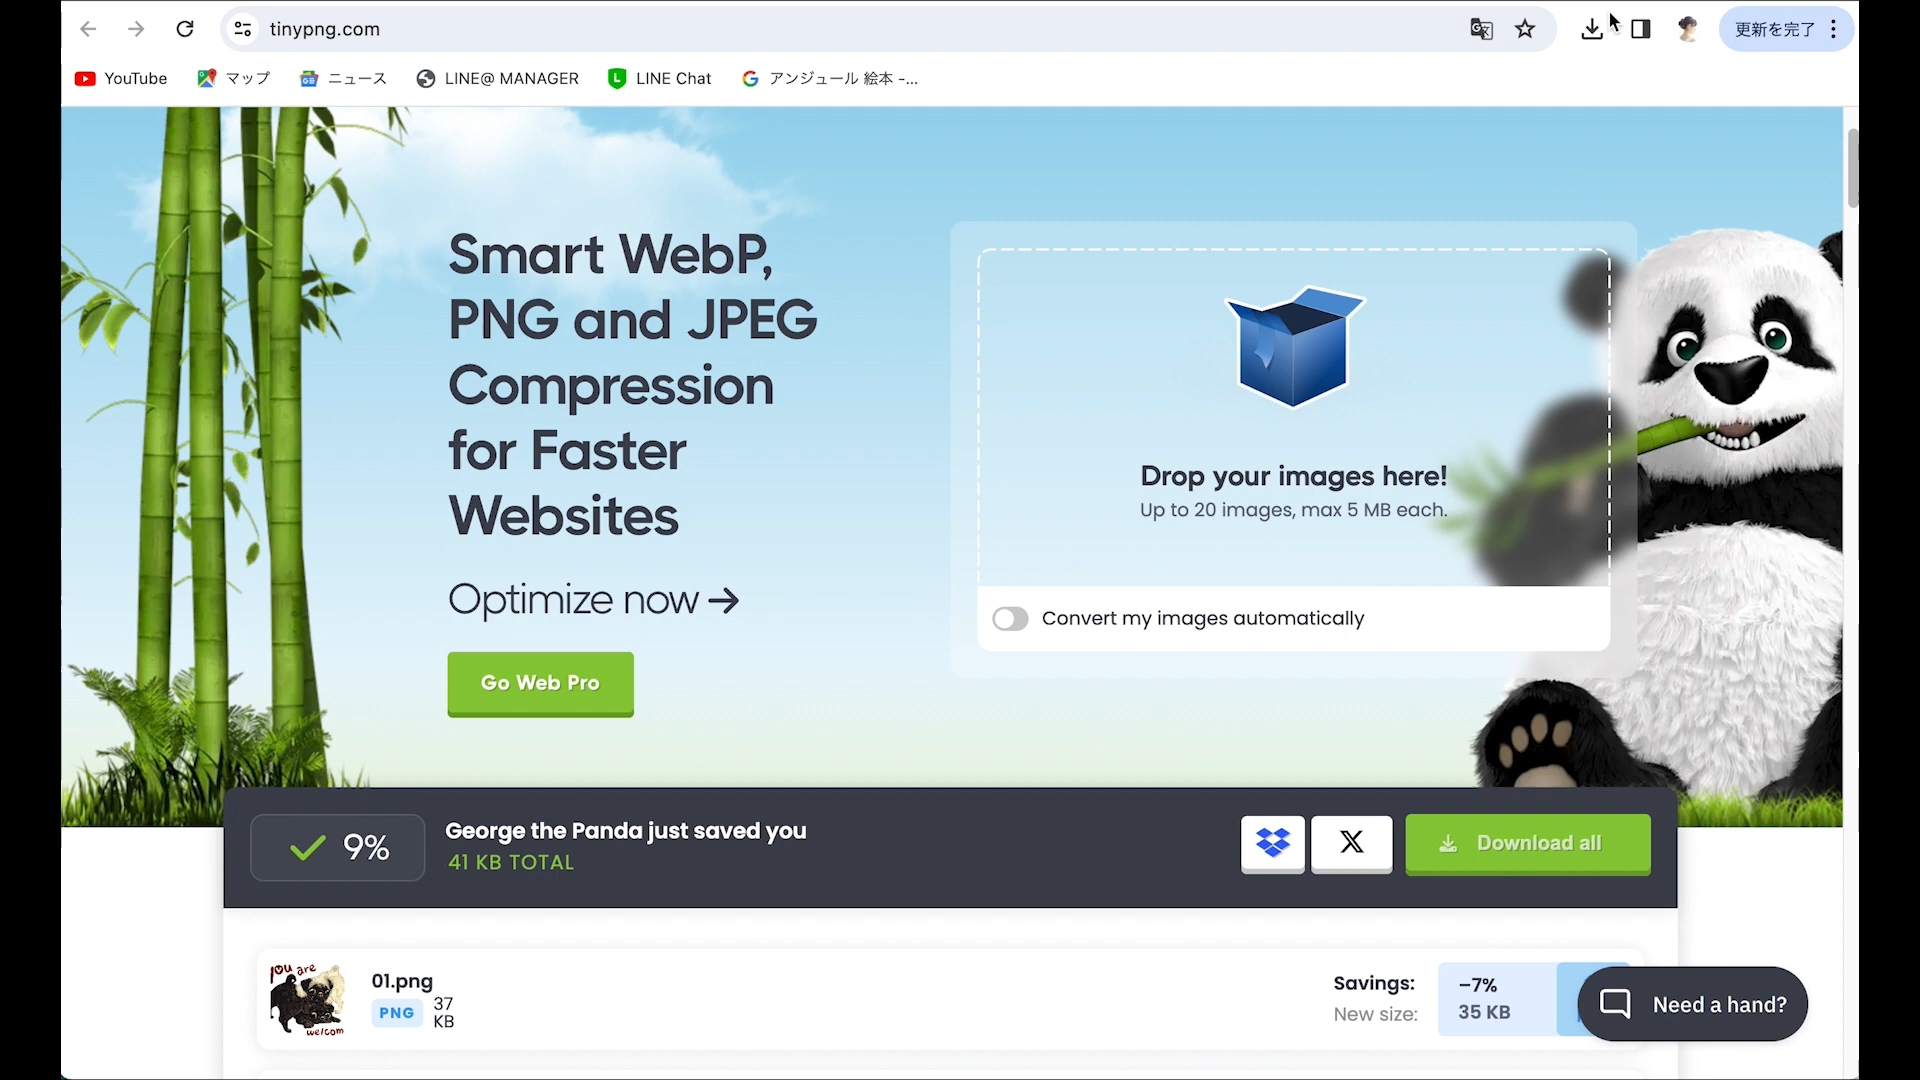 tinypng.com
更新を完了
YouTube
マップ
ニュース
LINE@ MANAGER
LINE Chat
アンジュール 絵本 -...
Smart WebP,
PNG and JPEG
Compression
for Faster
Websites
Optimize now →
Go Web Pro
Drop your images here!
Up to 20 images, max 5 MB each.
Convert my images automatically
9%
George the Panda just saved you
41 KB TOTAL
Download all
you are
welcom
01.png
PNG
37
KB
Savings:
New size:
-7%
35 KB
Need a hand?